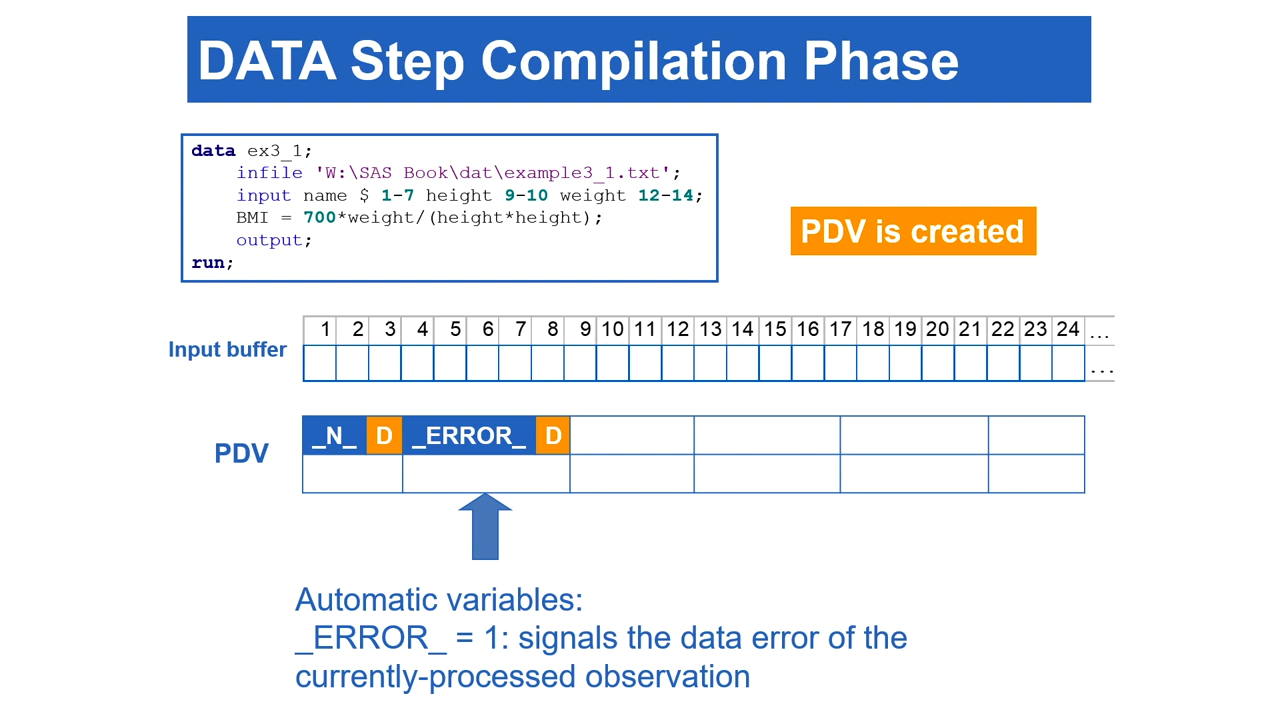 DATA Step Compilation Phase
data ex3_1;
infile 'W:\SAS Book\dat\example3_1.txt';
input name $ 1-7 height 9-10 weight 12-14;
BMI = 700*weight/(height*height);
output;
run;
PDV is created
Input buffer
1 2 3 4 5 6 7 8 9 10 11 12 13 14 15 16 17 18 19 20 21 22 23 24 ...
...
PDV
_N_ D _ERROR_ D
Automatic variables:
_ERROR_ = 1: signals the data error of the
currently-processed observation